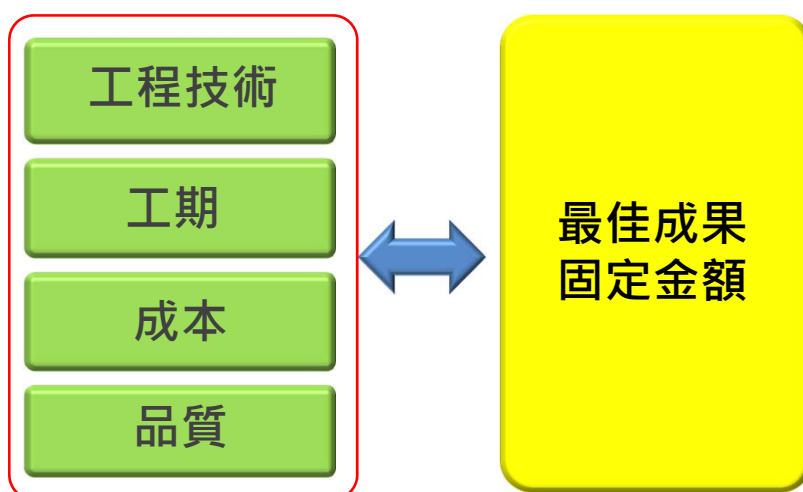 工程技術
工期
成本
品質
最佳成果
固定金額